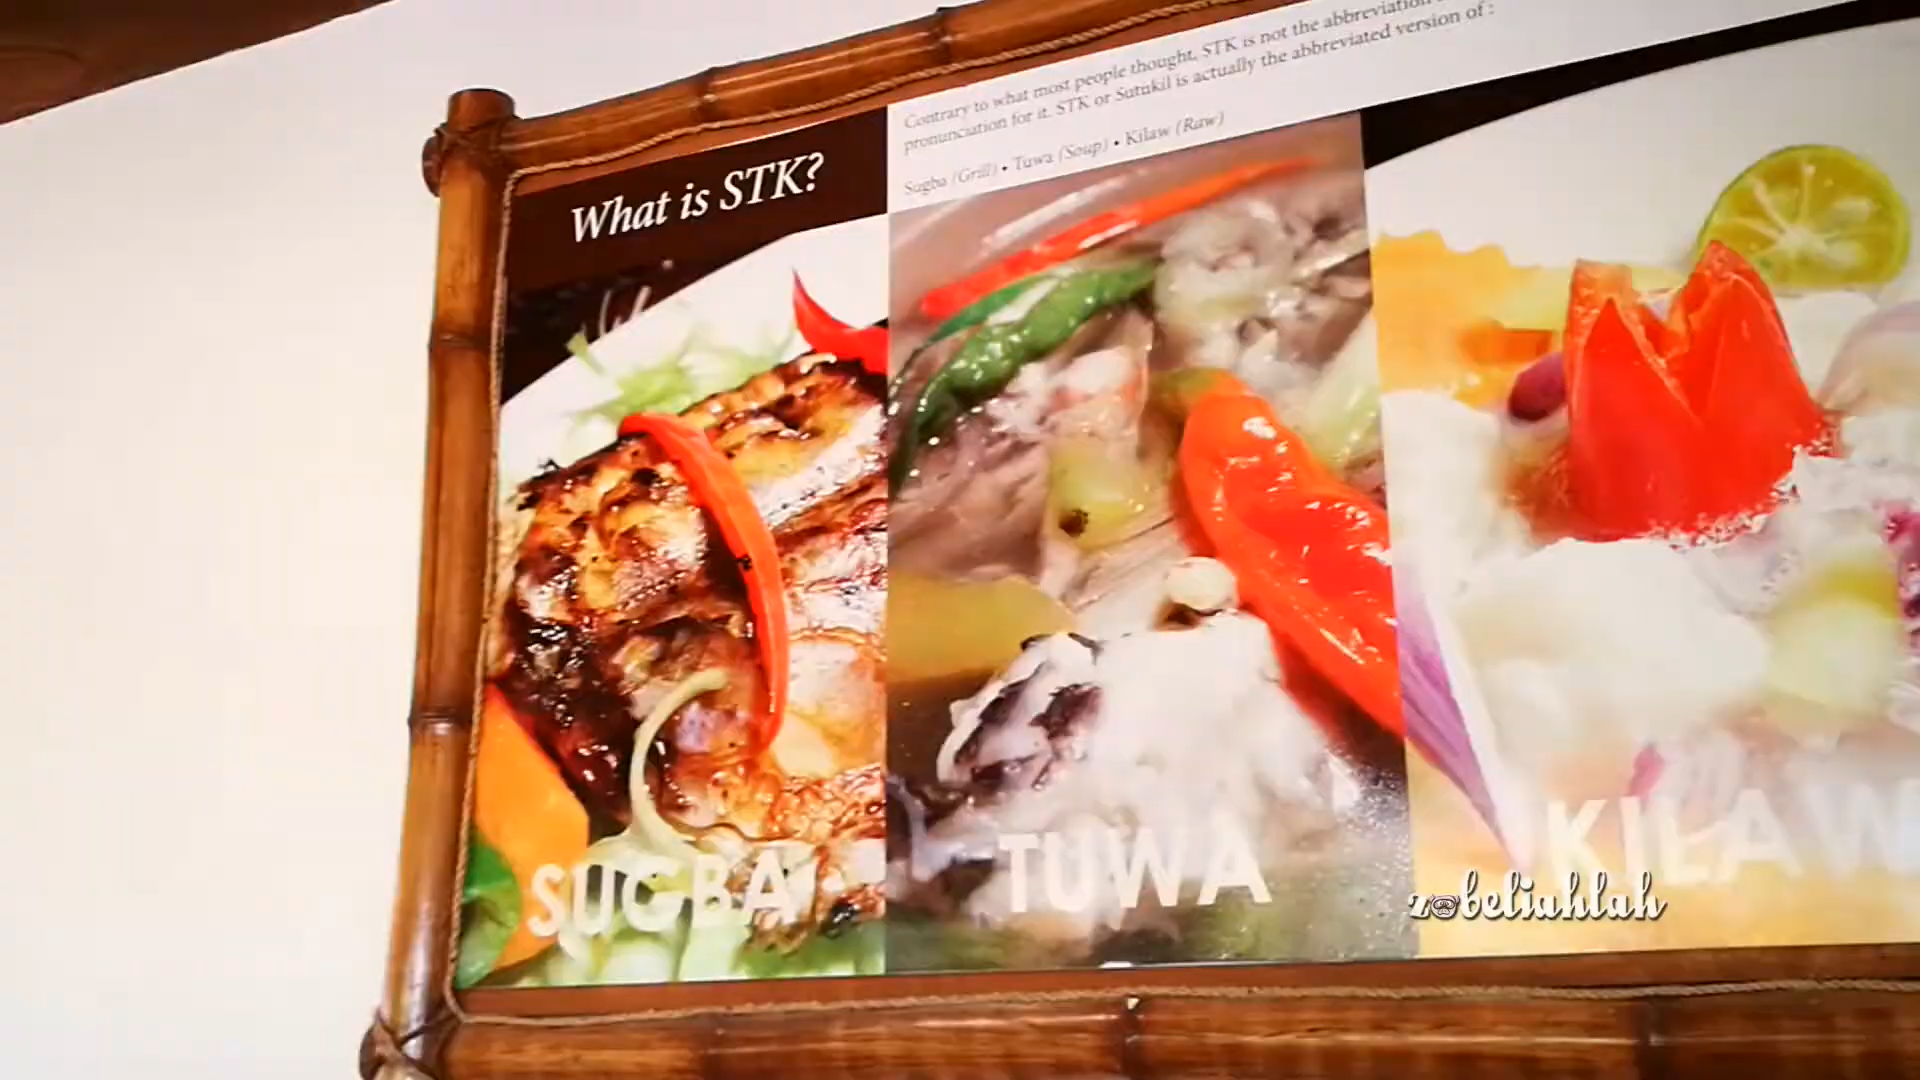 What is STK?
Contrary to what most people thought, STK is not the abbreviation
pronunciation for it. STK or Sutukil is actually the abbreviated version of :
Sugba (Grill) • Tuwa (Soup) • Kilaw (Raw)
SUGBA
TUWA
KILAW
zobeliahlah